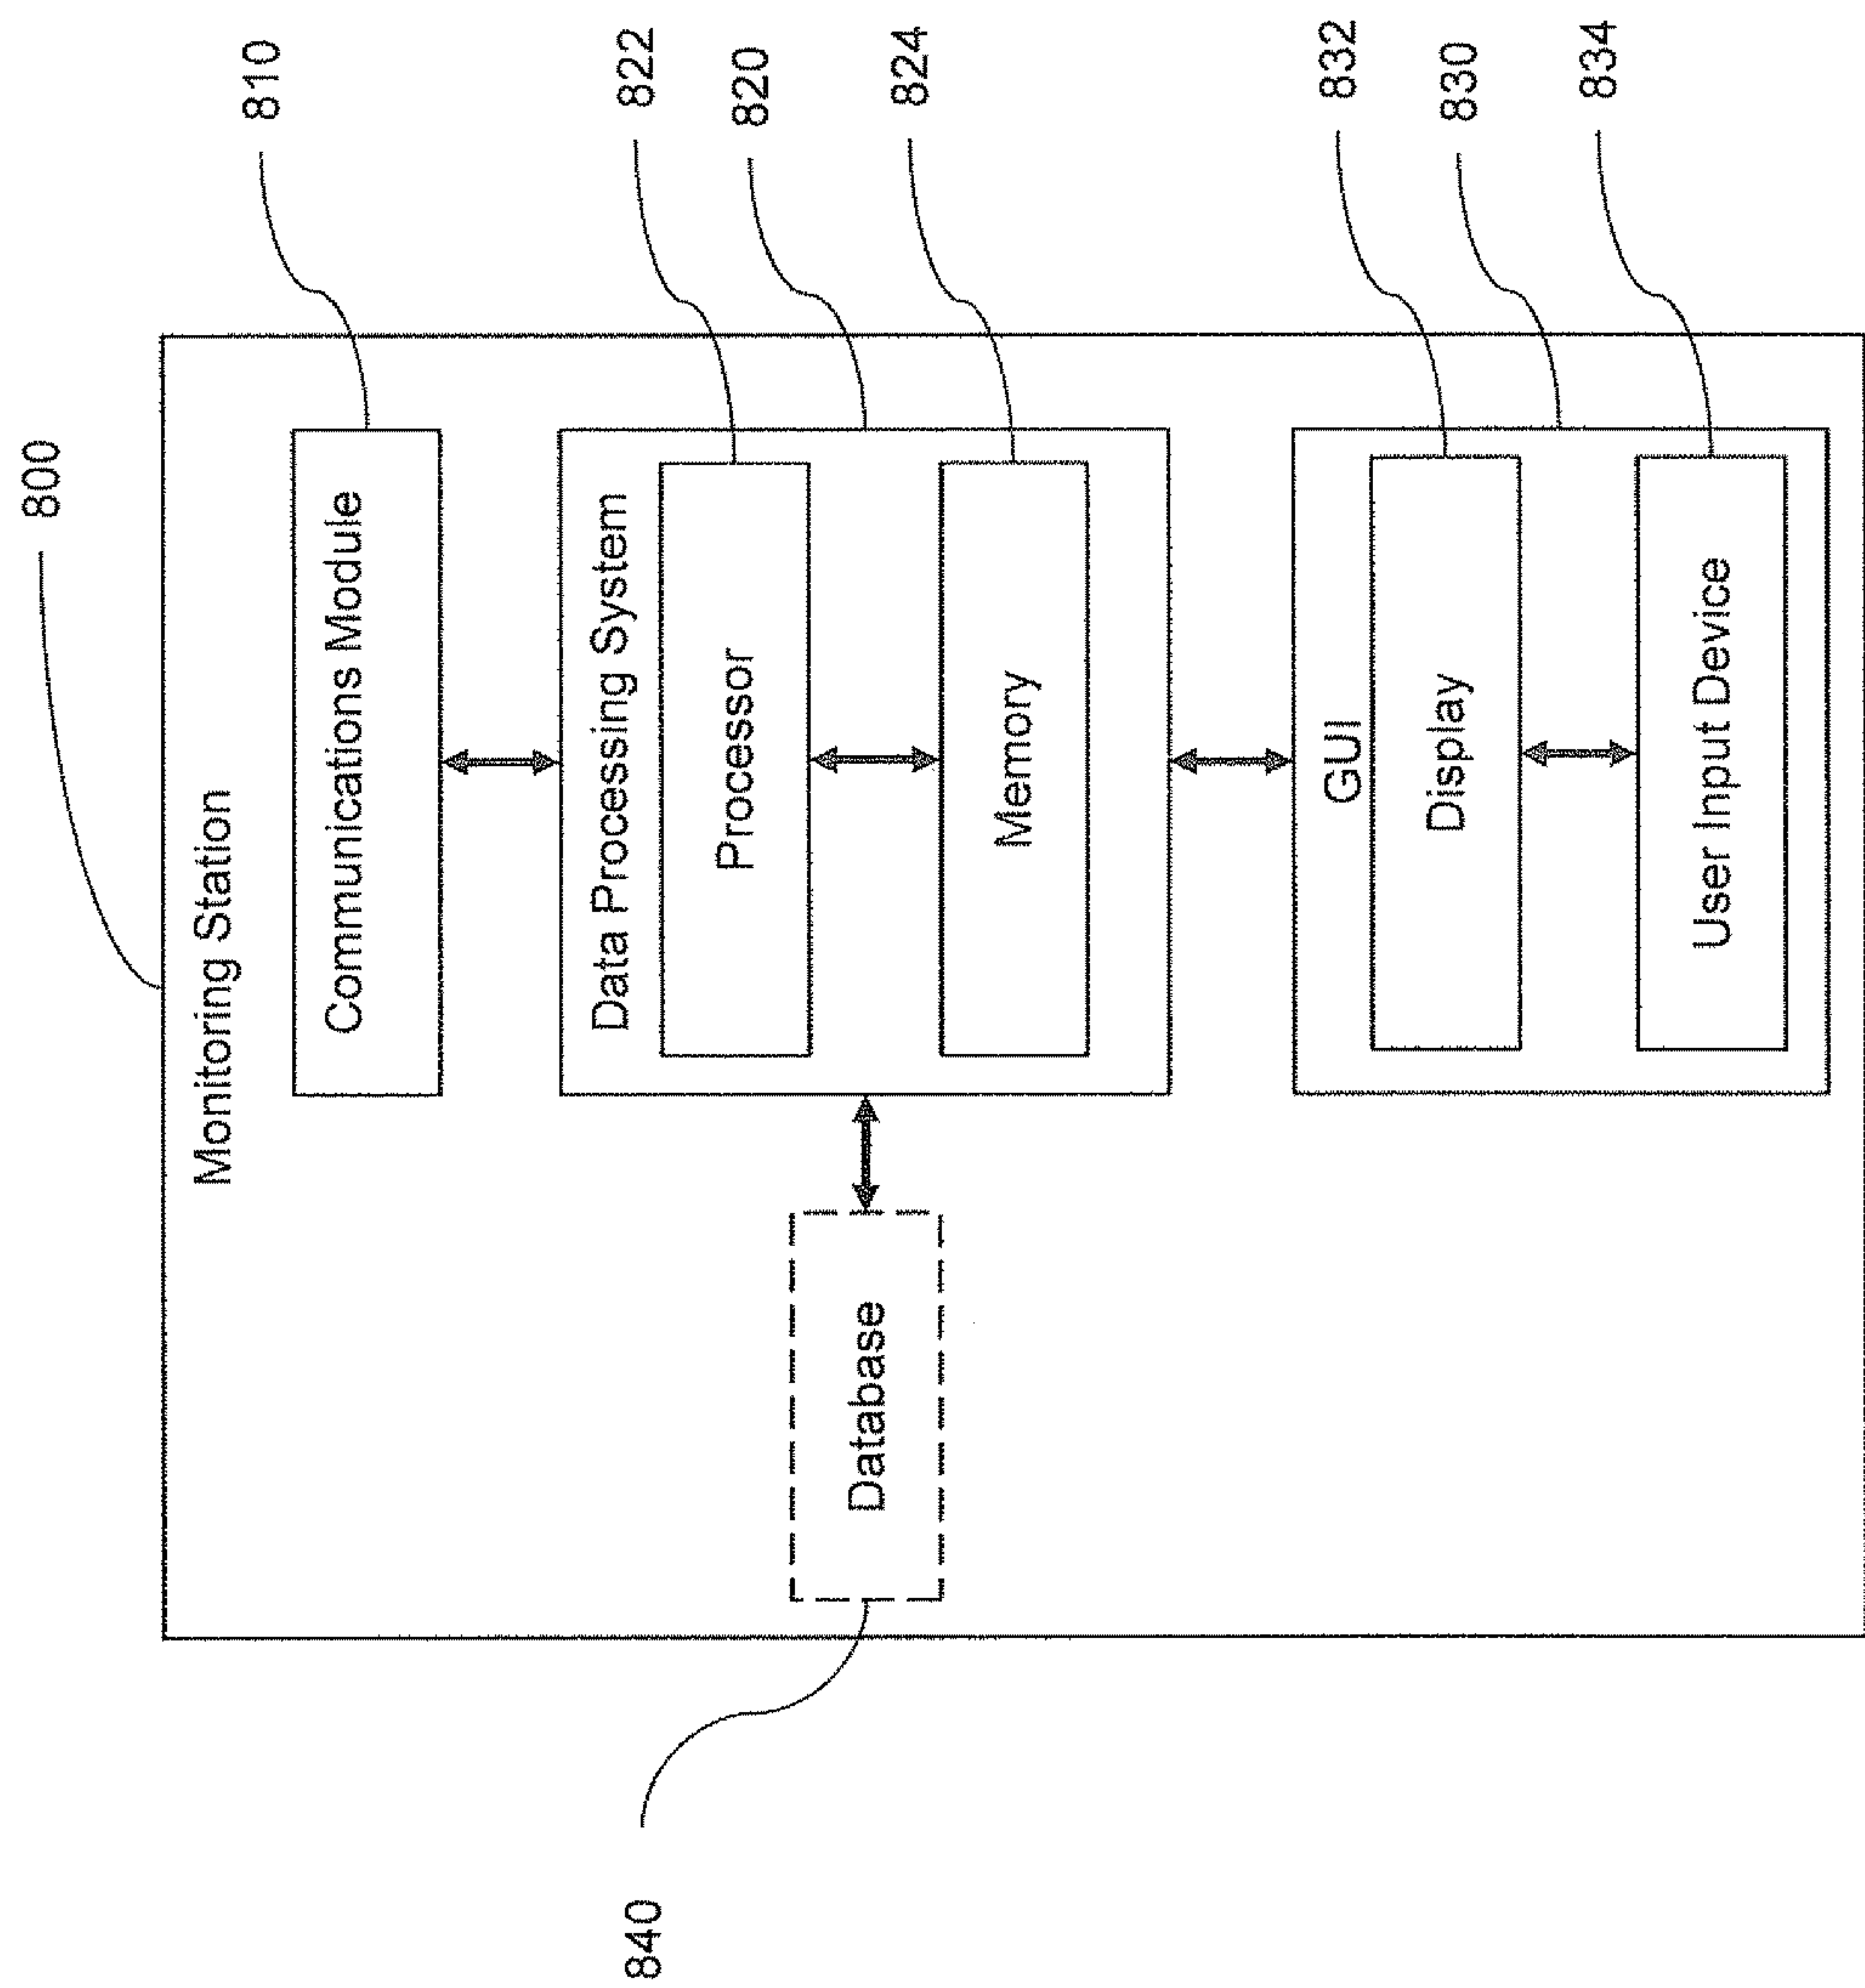 800
Monitoring Station
810
Communications Module
Data Processing System
822
Processor
820
824
Memory
840
Database
GUI
832
Display
830
834
User Input Device